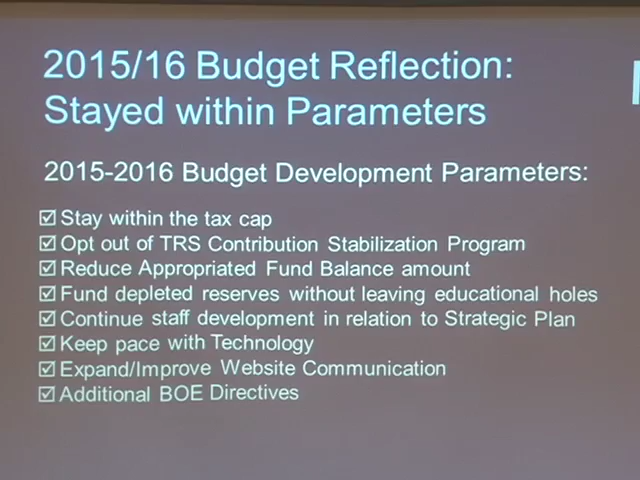 2015/16 Budget Reflection:
Stayed within Parameters
2015-2016 Budget Development Parameters:
☑ Stay within the tax cap
☑ Opt out of TRS Contribution Stabilization Program
☑ Reduce Appropriated Fund Balance amount
☑ Fund depleted reserves without leaving educational holes
☑ Continue staff development in relation to Strategic Plan
☑ Keep pace with Technology
☑ Expand/Improve Website Communication
☑ Additional BOE Directives